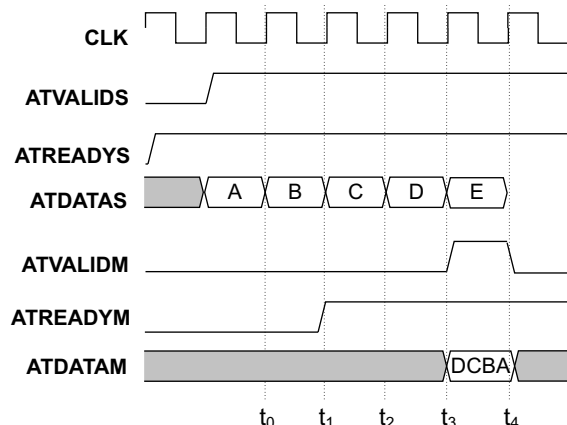 CLK
ATVALIDS
ATREADYS
ATDATAS A B C D E
ATVALIDM
ATREADYM
ATDATAM DCBA
t0 t1 t2 t3 t4